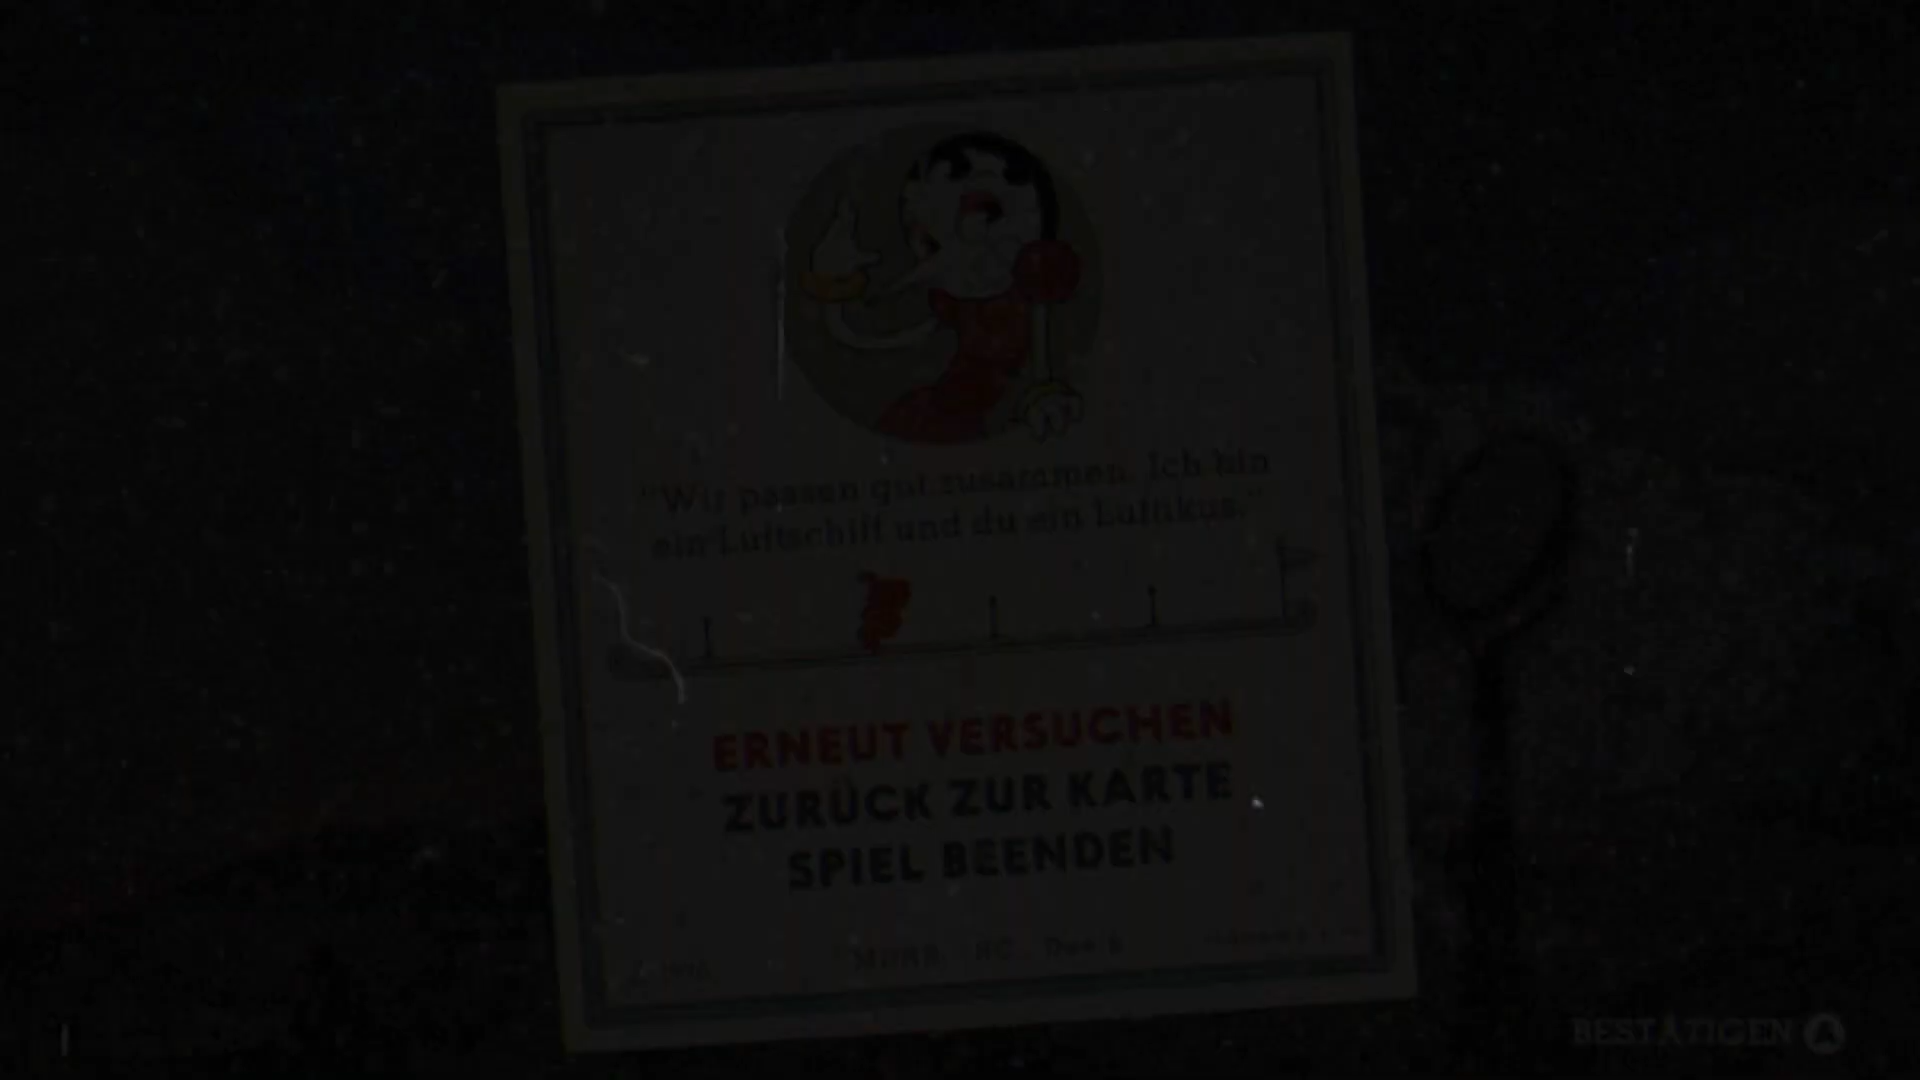 "Wir passen gut zusammen. Ich bin
ein Luftschiff und du ein Luftikus."
ERNEUT VERSUCHEN
ZURÜCK ZUR KARTE
SPIEL BEENDEN
BESTÄTIGEN A